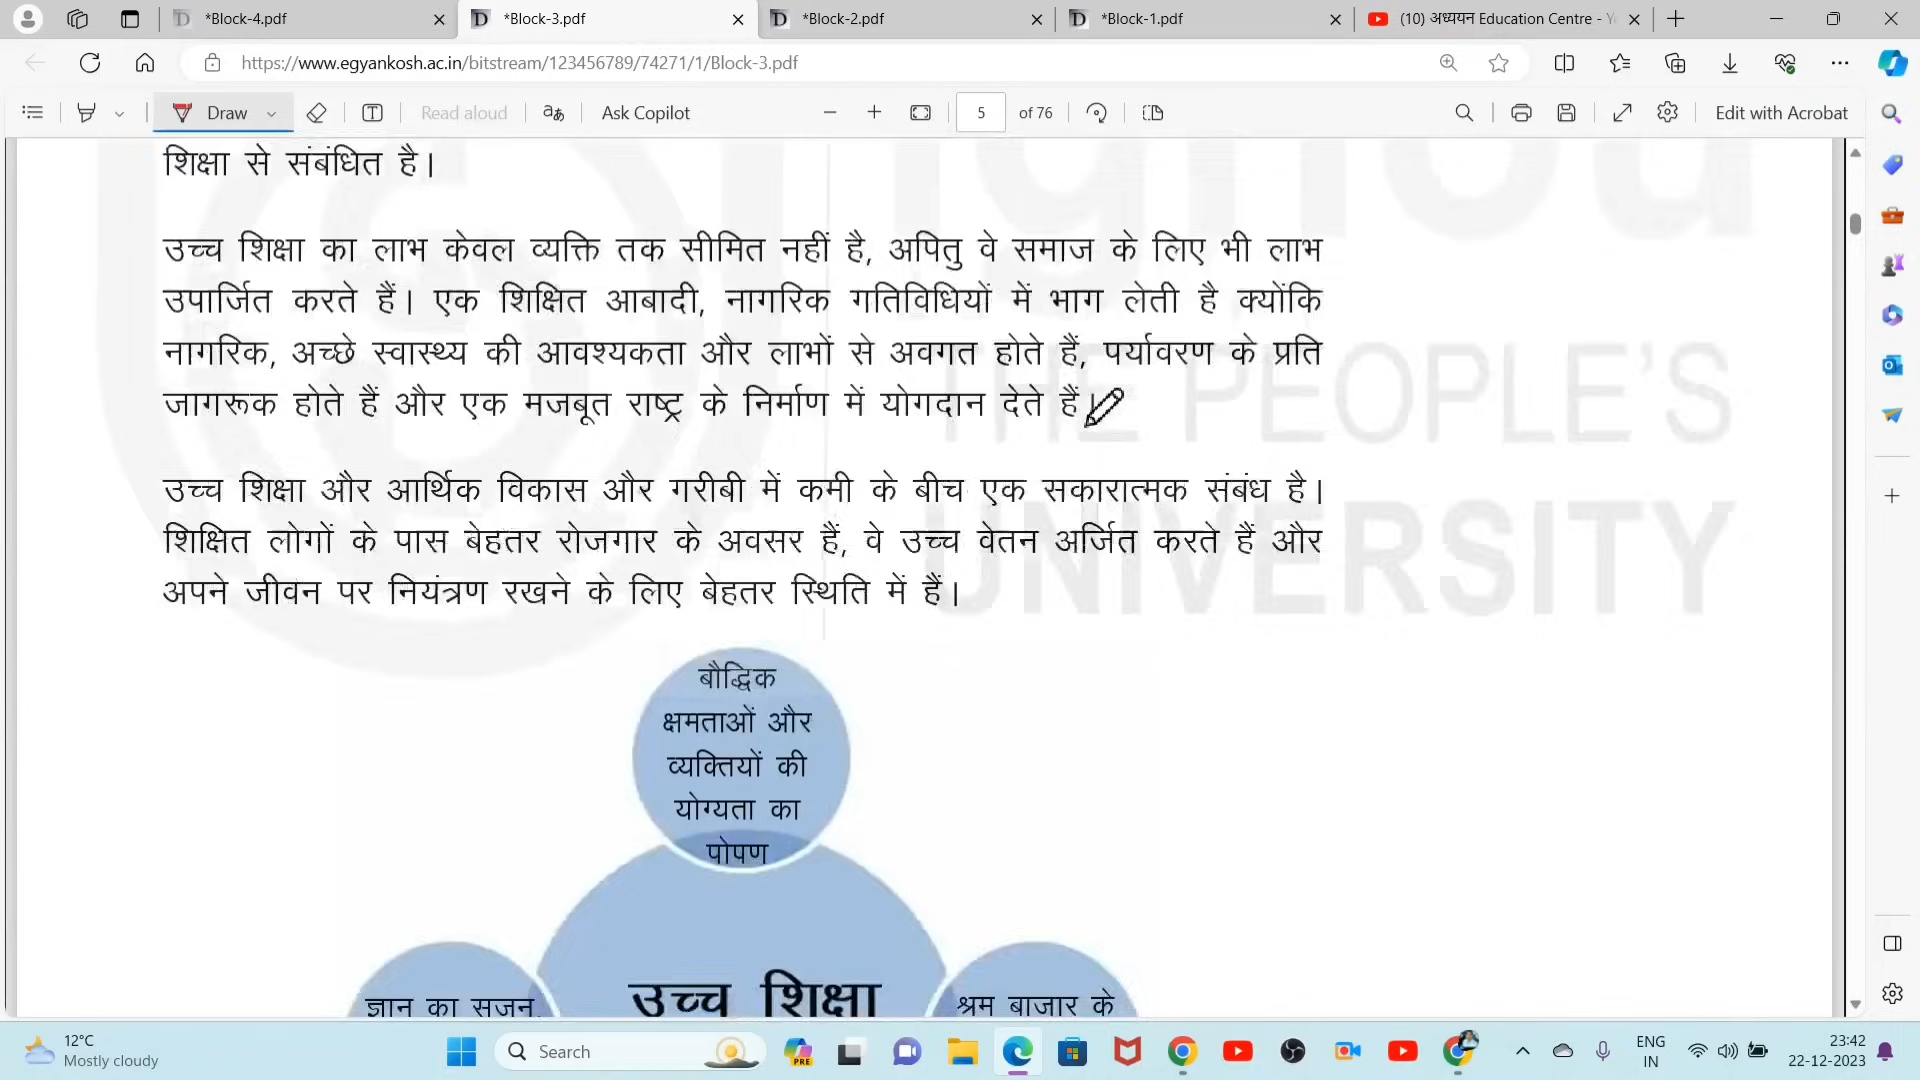 *Block-4.pdf
*Block-3.pdf
*Block-2.pdf
*Block-1.pdf
(10) अध्ययन Education Centre - Y
https://www.egyankosh.ac.in/bitstream/123456789/74271/1/Block-3.pdf
Draw
Read aloud
Ask Copilot
5
of 76
Edit with Acrobat
शिक्षा से संबंधित है।
उच्च शिक्षा का लाभ केवल व्यक्ति तक सीमित नहीं है, अपितु वे समाज के लिए भी लाभ
उपार्जित करते हैं। एक शिक्षित आबादी, नागरिक गतिविधियों में भाग लेती है क्योंकि
नागरिक, अच्छे स्वास्थ्य की आवश्यकता और लाभों से अवगत होते हैं, पर्यावरण के प्रति
जागरूक होते हैं और एक मजबूत राष्ट्र के निर्माण में योगदान देते हैं।
उच्च शिक्षा और आर्थिक विकास और गरीबी में कमी के बीच एक सकारात्मक संबंध है।
शिक्षित लोगों के पास बेहतर रोजगार के अवसर हैं, वे उच्च वेतन अर्जित करते हैं और
अपने जीवन पर नियंत्रण रखने के लिए बेहतर स्थिति में हैं।
THE PEOPLE'S
UNIVERSITY
बौद्धिक
क्षमताओं और
व्यक्तियों की
योग्यता का
पोषण
उच्च शिक्षा
ज्ञान का सृजन,
श्रम बाजार के
12°C
Mostly cloudy
Search
PRE
ENG
IN
23:42
22-12-2023